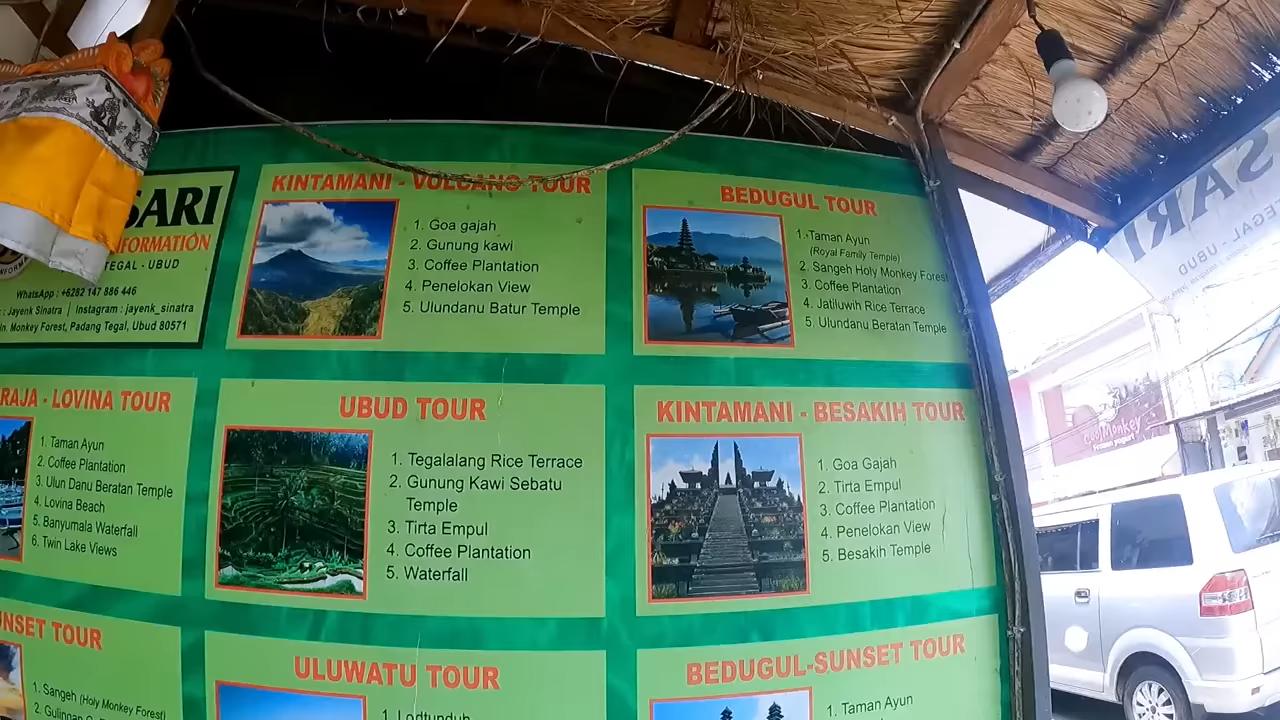 SARI
INFORMATION
TEGAL - UBUD
WhatsApp : +6282 147 886 446
: Jayenk Sinatra | Instagram : jayenk_sinatra
ln. Monkey Forest, Padang Tegal, Ubud 80571
KINTAMANI - VOLCANO TOUR
1. Goa gajah
2. Gunung kawi
3. Coffee Plantation
4. Penelokan View
5. Ulundanu Batur Temple
BEDUGUL TOUR
1. Taman Ayun
(Royal Family Temple)
2. Sangeh Holy Monkey Forest
3. Coffee Plantation
4. Jatiluwih Rice Terrace
5. Ulundanu Beratan Temple
RAJA - LOVINA TOUR
1. Taman Ayun
2. Coffee Plantation
3. Ulun Danu Beratan Temple
4. Lovina Beach
5. Banyumala Waterfall
6. Twin Lake Views
UBUD TOUR
1. Tegalalang Rice Terrace
2. Gunung Kawi Sebatu
Temple
3. Tirta Empul
4. Coffee Plantation
5. Waterfall
KINTAMANI - BESAKIH TOUR
1. Goa Gajah
2. Tirta Empul
3. Coffee Plantation
4. Penelokan View
5. Besakih Temple
NSET TOUR
1. Sangeh (Holy Monkey Forest)
ULUWATU TOUR
1. Lodtunduh
BEDUGUL-SUNSET TOUR
1. Taman Ayun
SARI
TEGAL - UBUD
CoolMonkey